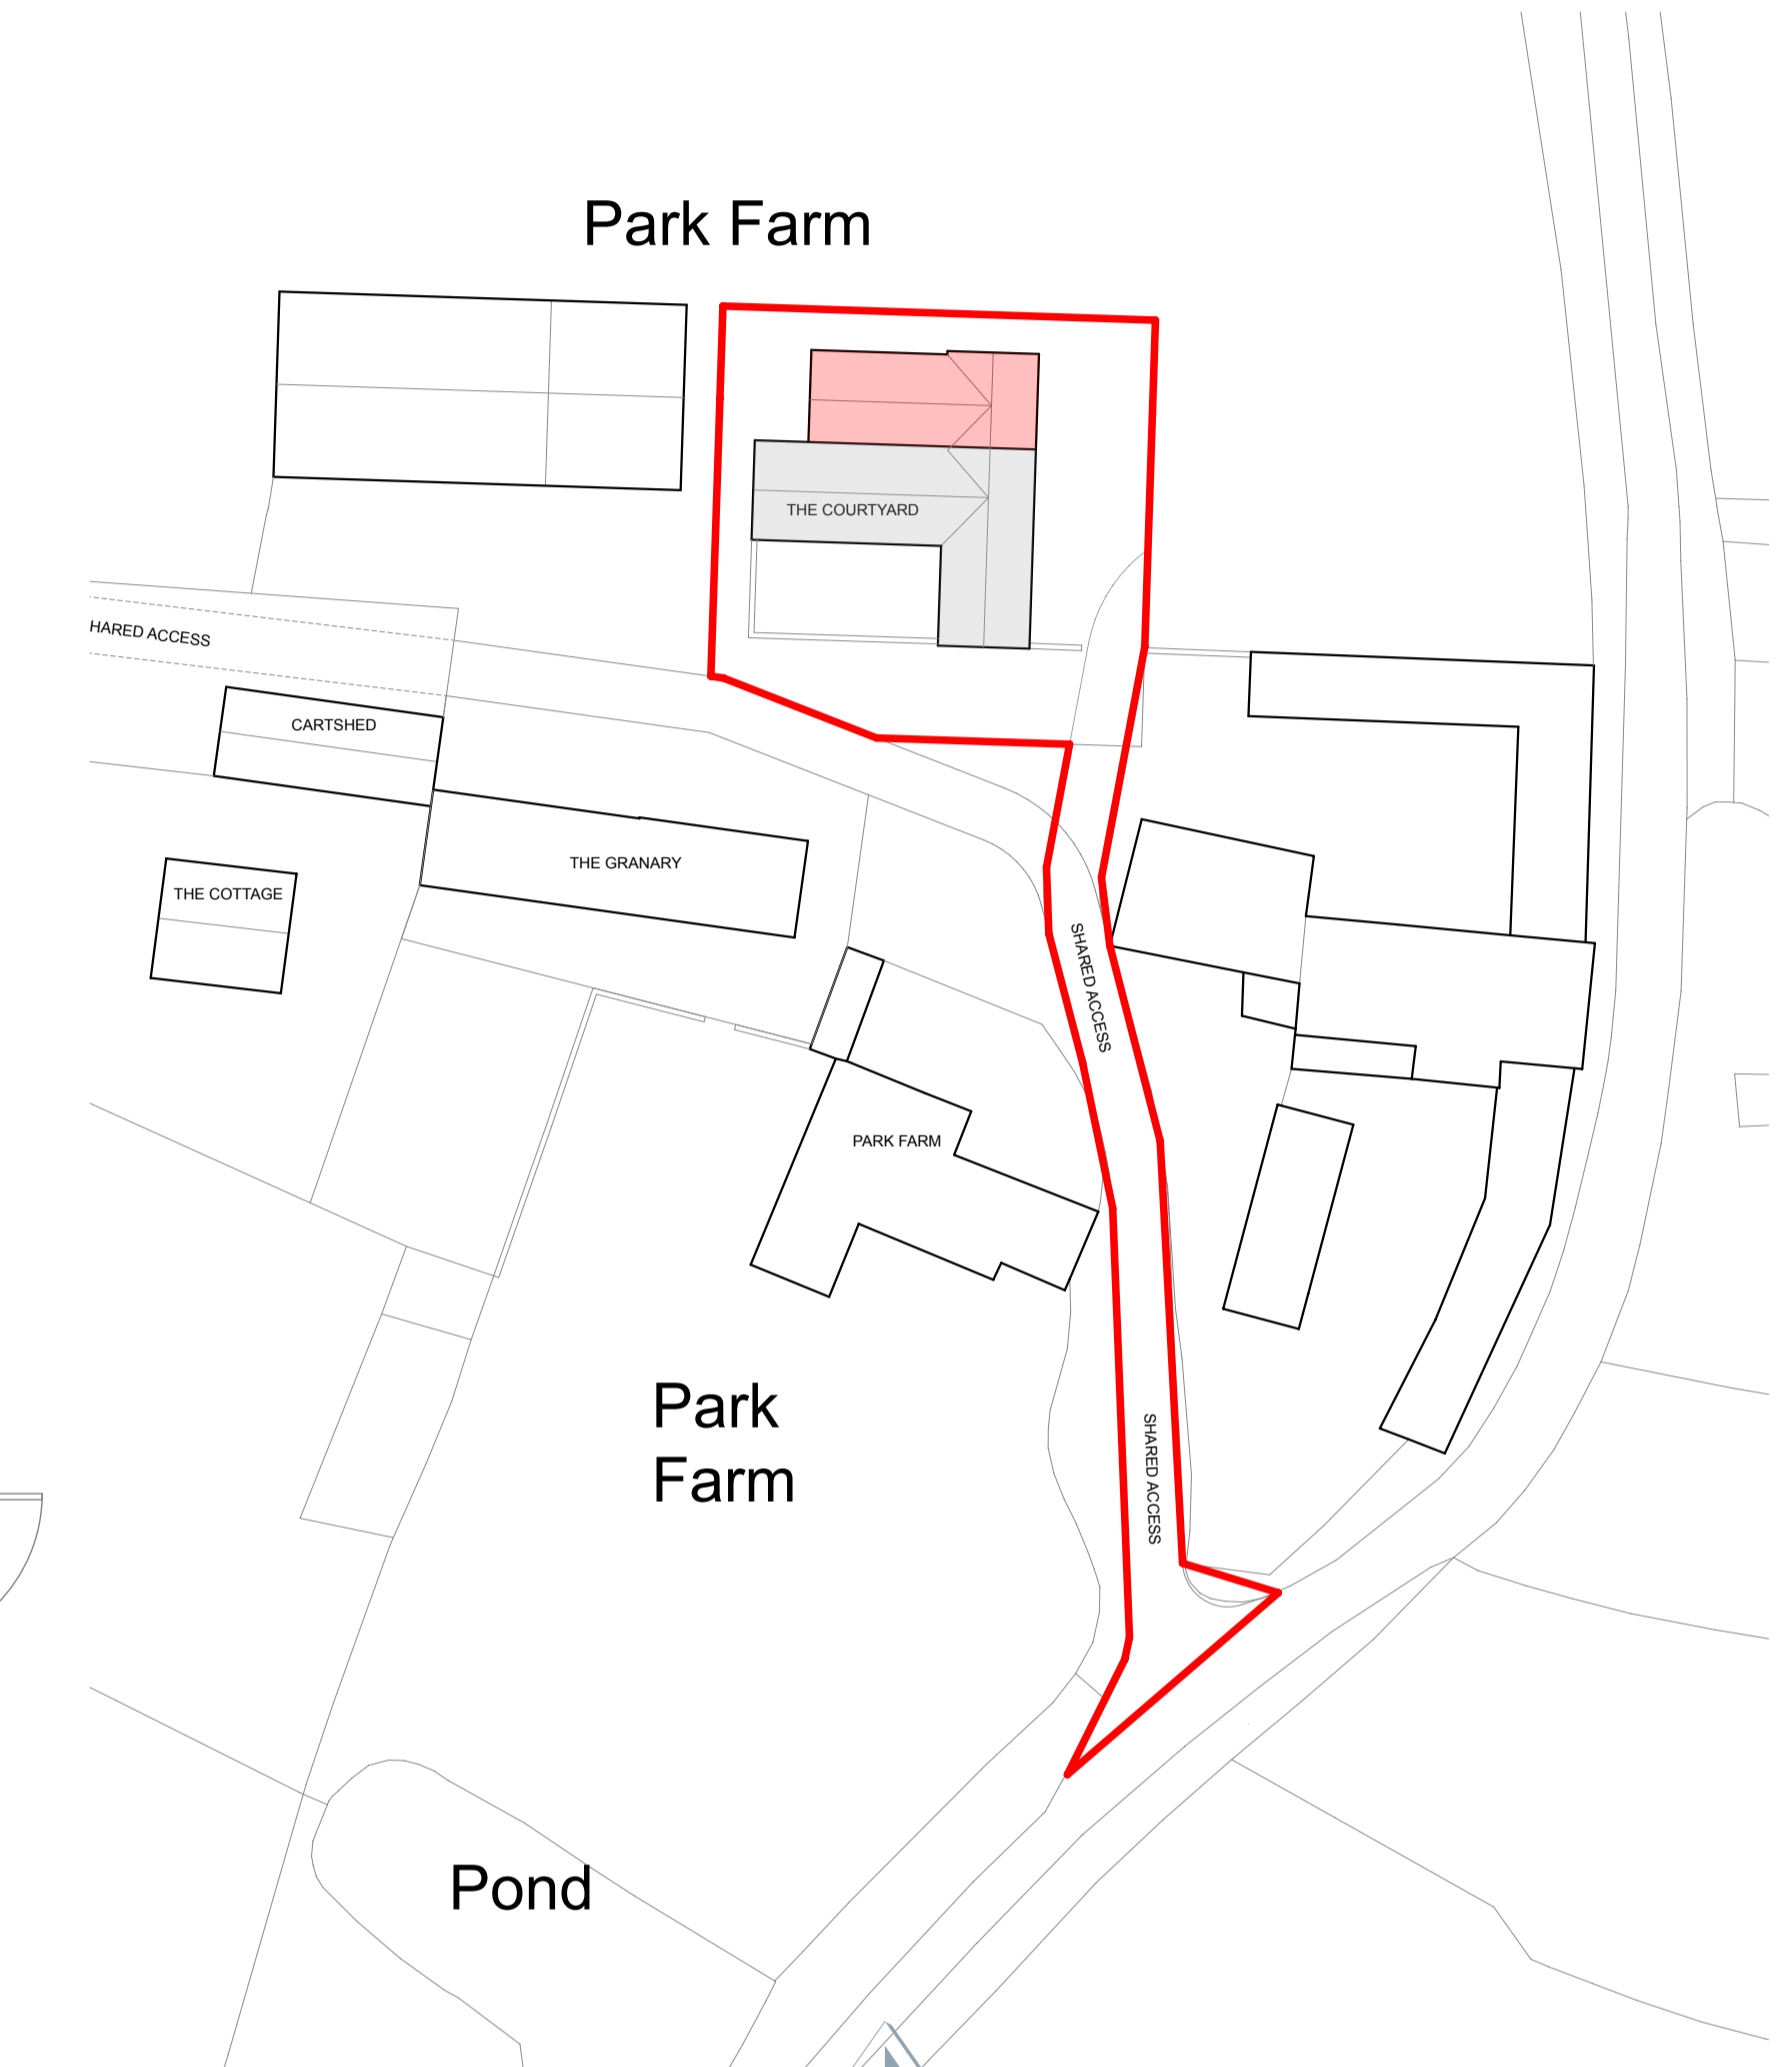 Park Farm
THE COURTYARD
HARED ACCESS
CARTSHED
THE GRANARY
THE COTTAGE
SHARED ACCESS
PARK FARM
Park
Farm
SHARED ACCESS
Pond